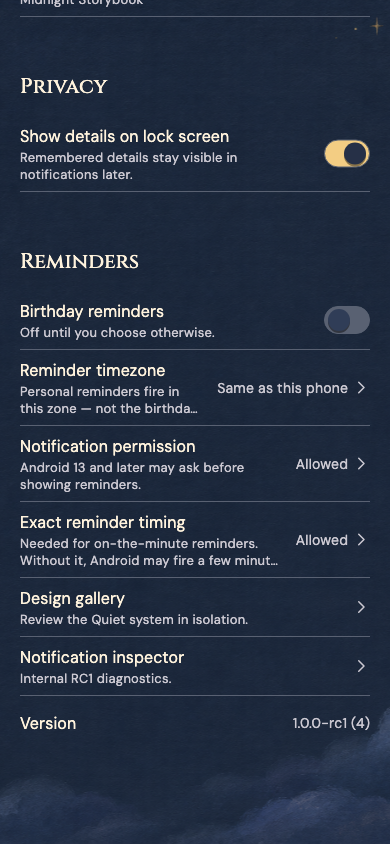 Midnight Storybook
PRIVACY
Show details on lock screen
Remembered details stay visible in
notifications later.
REMINDERS
Birthday reminders
Off until you choose otherwise.
Reminder timezone
Personal reminders fire in
this zone — not the birthda...
Same as this phone
Notification permission
Android 13 and later may ask before
showing reminders.
Allowed
Exact reminder timing
Needed for on-the-minute reminders.
Without it, Android may fire a few minut...
Allowed
Design gallery
Review the Quiet system in isolation.
Notification inspector
Internal RC1 diagnostics.
Version
1.0.0-rc1 (4)